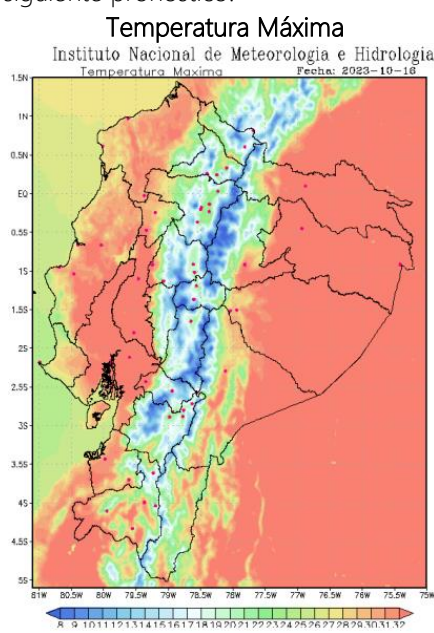 siguiente pronóstico:
Temperatura Máxima
Instituto Nacional de Meteorologia e Hidrologia
Temperatura Maxima Fecha: 2023-10-16
1.5N
1N
0.5N
EQ
0.5S
1S
1.5S
2S
2.5S
3S
3.5S
4S
4.5S
5S
81W 80.5W 80W 79.5W 79W 78.5W 78W 77.5W 77W 76.5W 76W 75.5W 75W
8 9 10 11 12 13 14 15 16 17 18 19 20 21 22 23 24 25 26 27 28 29 30 31 32